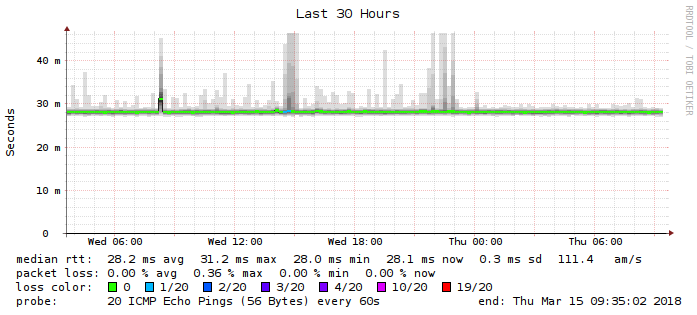 Last 30 Hours
RRDTOOL / TOBI OETIKER
Seconds
40 m
30 m
20 m
10 m
0
Wed 06:00 Wed 12:00 Wed 18:00 Thu 00:00 Thu 06:00
median rtt: 28.2 ms avg 31.2 ms max 28.0 ms min 28.1 ms now 0.3 ms sd 111.4 am/s
packet loss: 0.00 % avg 0.36 % max 0.00 % min 0.00 % now
loss color: 0 1/20 2/20 3/20 4/20 10/20 19/20
probe: 20 ICMP Echo Pings (56 Bytes) every 60s end: Thu Mar 15 09:35:02 2018